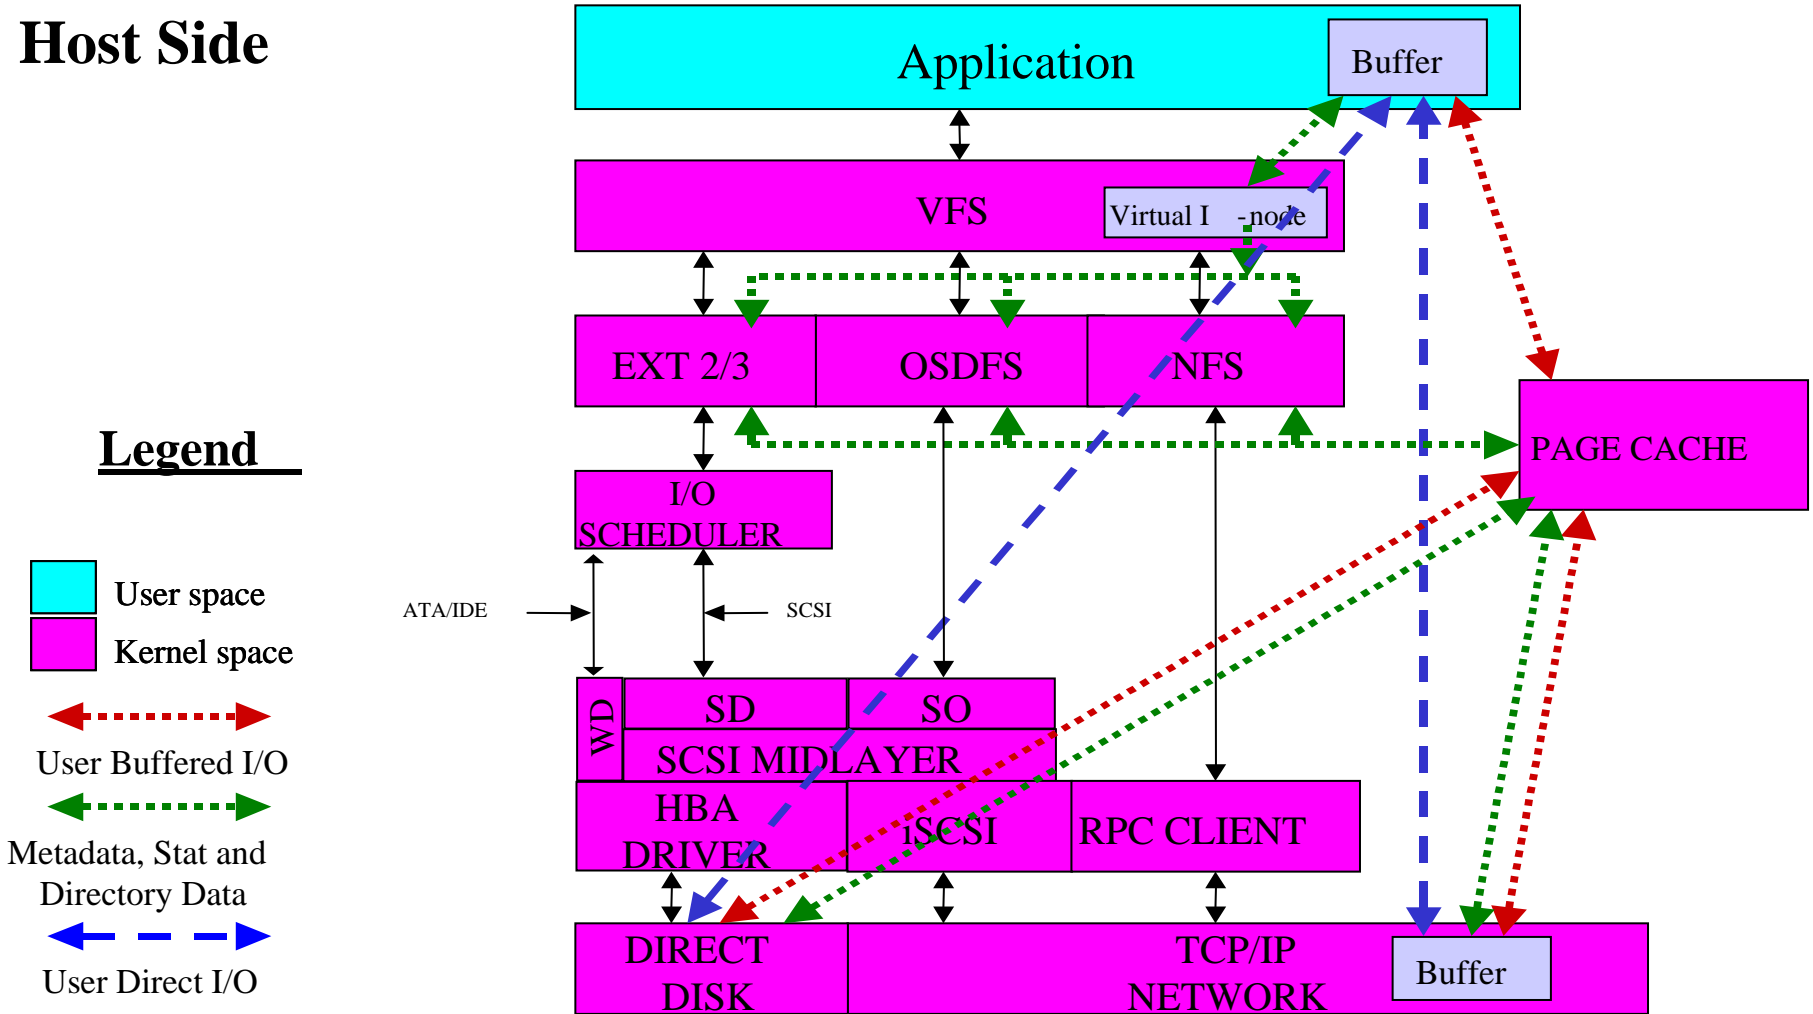 Host Side
Application
Buffer
VFS
Virtual I -node
EXT 2/3
OSDFS
NFS
PAGE CACHE
Legend
I/O
SCHEDULER
User space
Kernel space
ATA/IDE
SCSI
WD
SD
SO
SCSI MIDLAYER
User Buffered I/O
HBA
DRIVER
iSCSI
RPC CLIENT
Metadata, Stat and
Directory Data
User Direct I/O
DIRECT
DISK
TCP/IP
NETWORK
Buffer